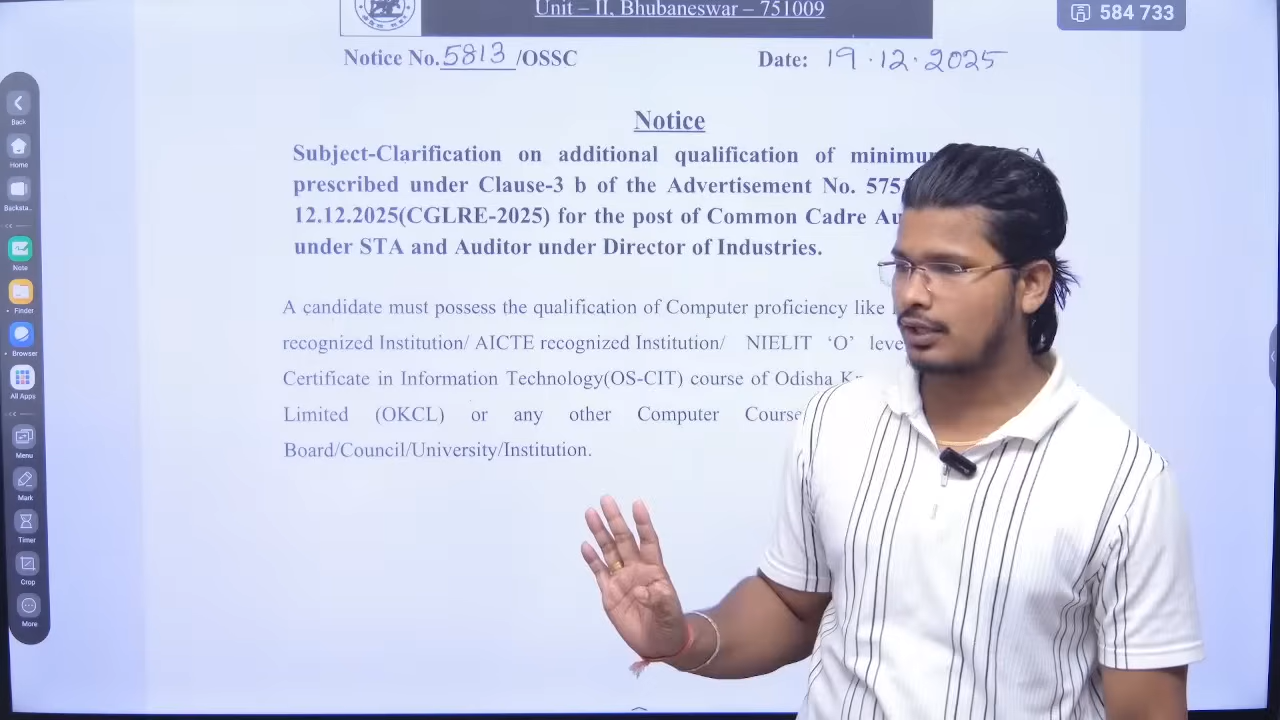 Unit – II, Bhubaneswar – 751009
584 733
Notice No. 5813 /OSSC
Date: 19.12.2025
Notice
Subject-Clarification on additional qualification of
prescribed under Clause-3 b of the Advertisement No.
12.12.2025(CGLRE-2025) for the post of Common Cadre
under STA and Auditor under Director of Industries.
A candidate must possess the qualification of Computer proficiency like
recognized Institution/ AICTE recognized Institution/ NIELIT ‘O’
Certificate in Information Technology(OS-CIT) course of Odisha
Limited (OKCL) or any other Computer
Board/Council/University/Institution.
Back
Home
Backsta..
Note
Finder
Browser
All Apps
Menu
Mark
Timer
Crop
More